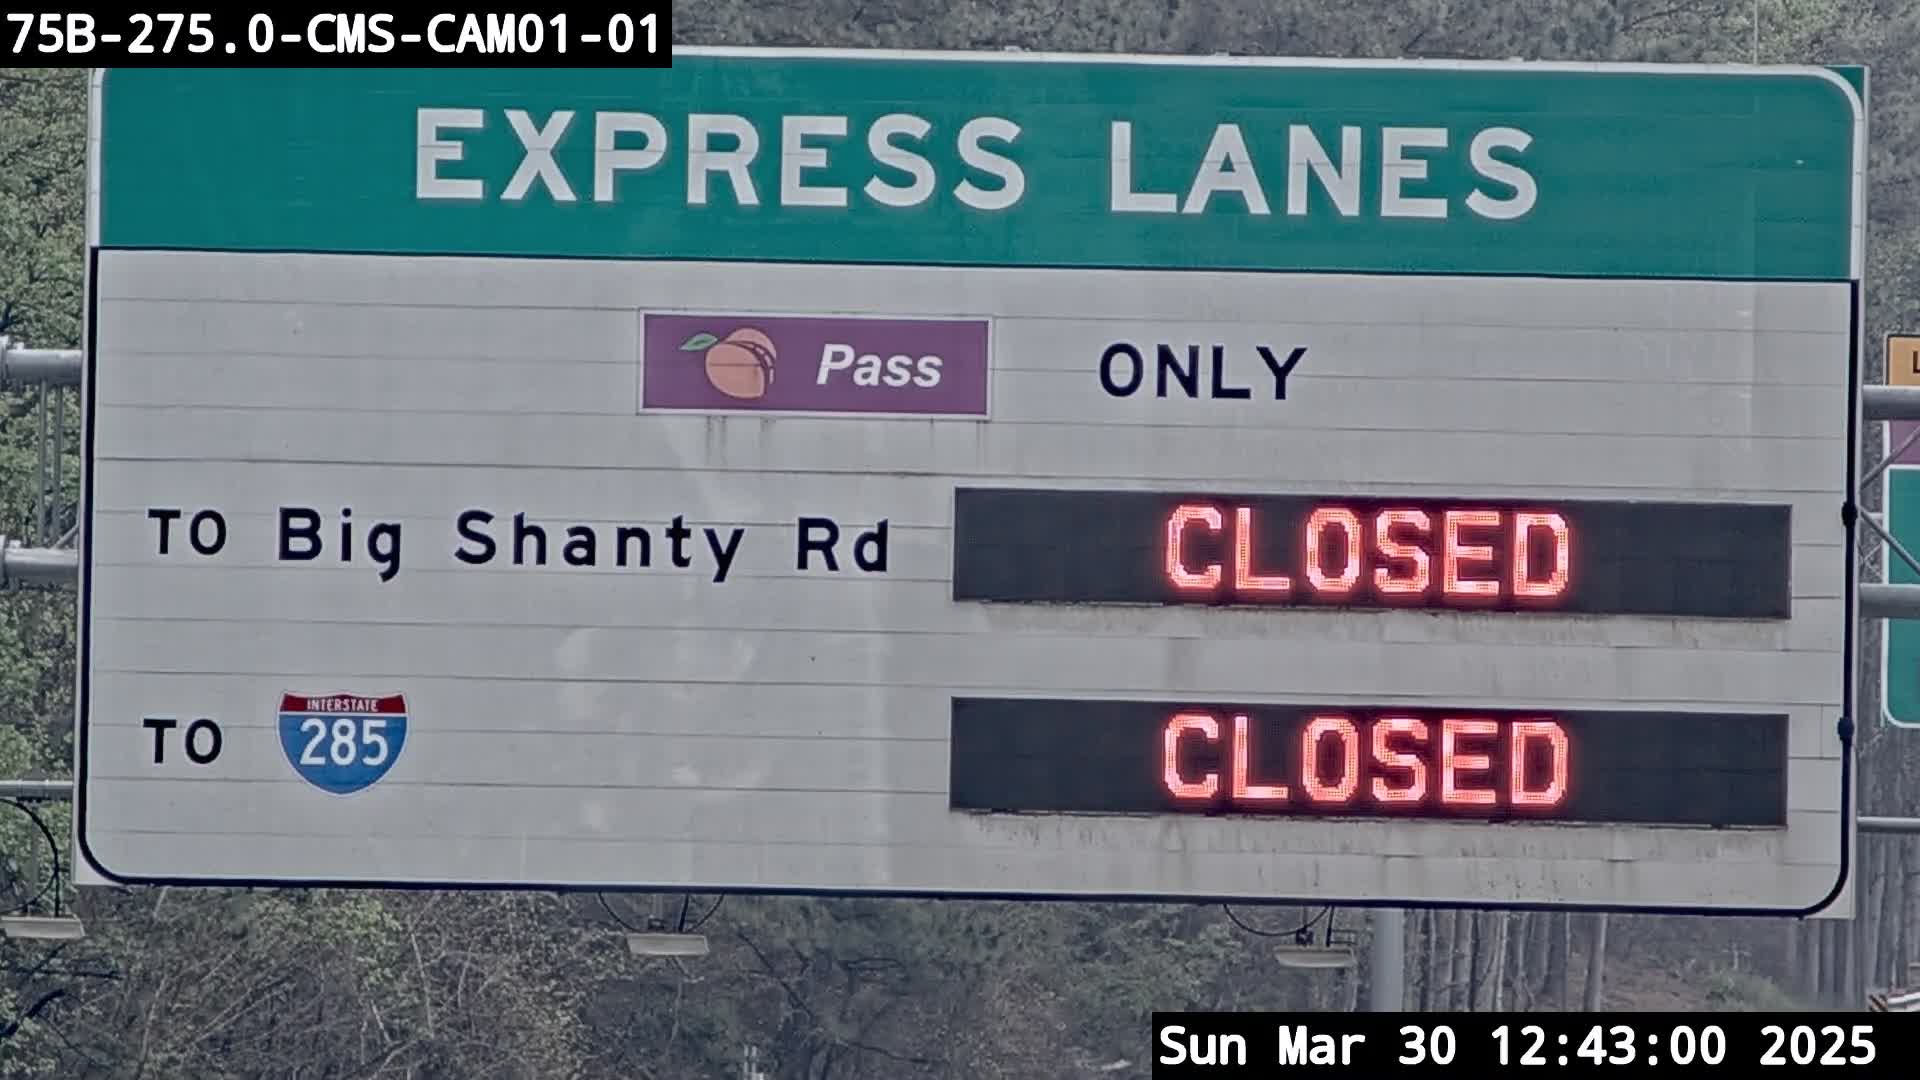 75B-275.0-CMS-CAM01-01
EXPRESS LANES
Pass ONLY
TO Big Shanty Rd CLOSED
TO INTERSTATE 285 CLOSED
Sun Mar 30 12:43:00 2025